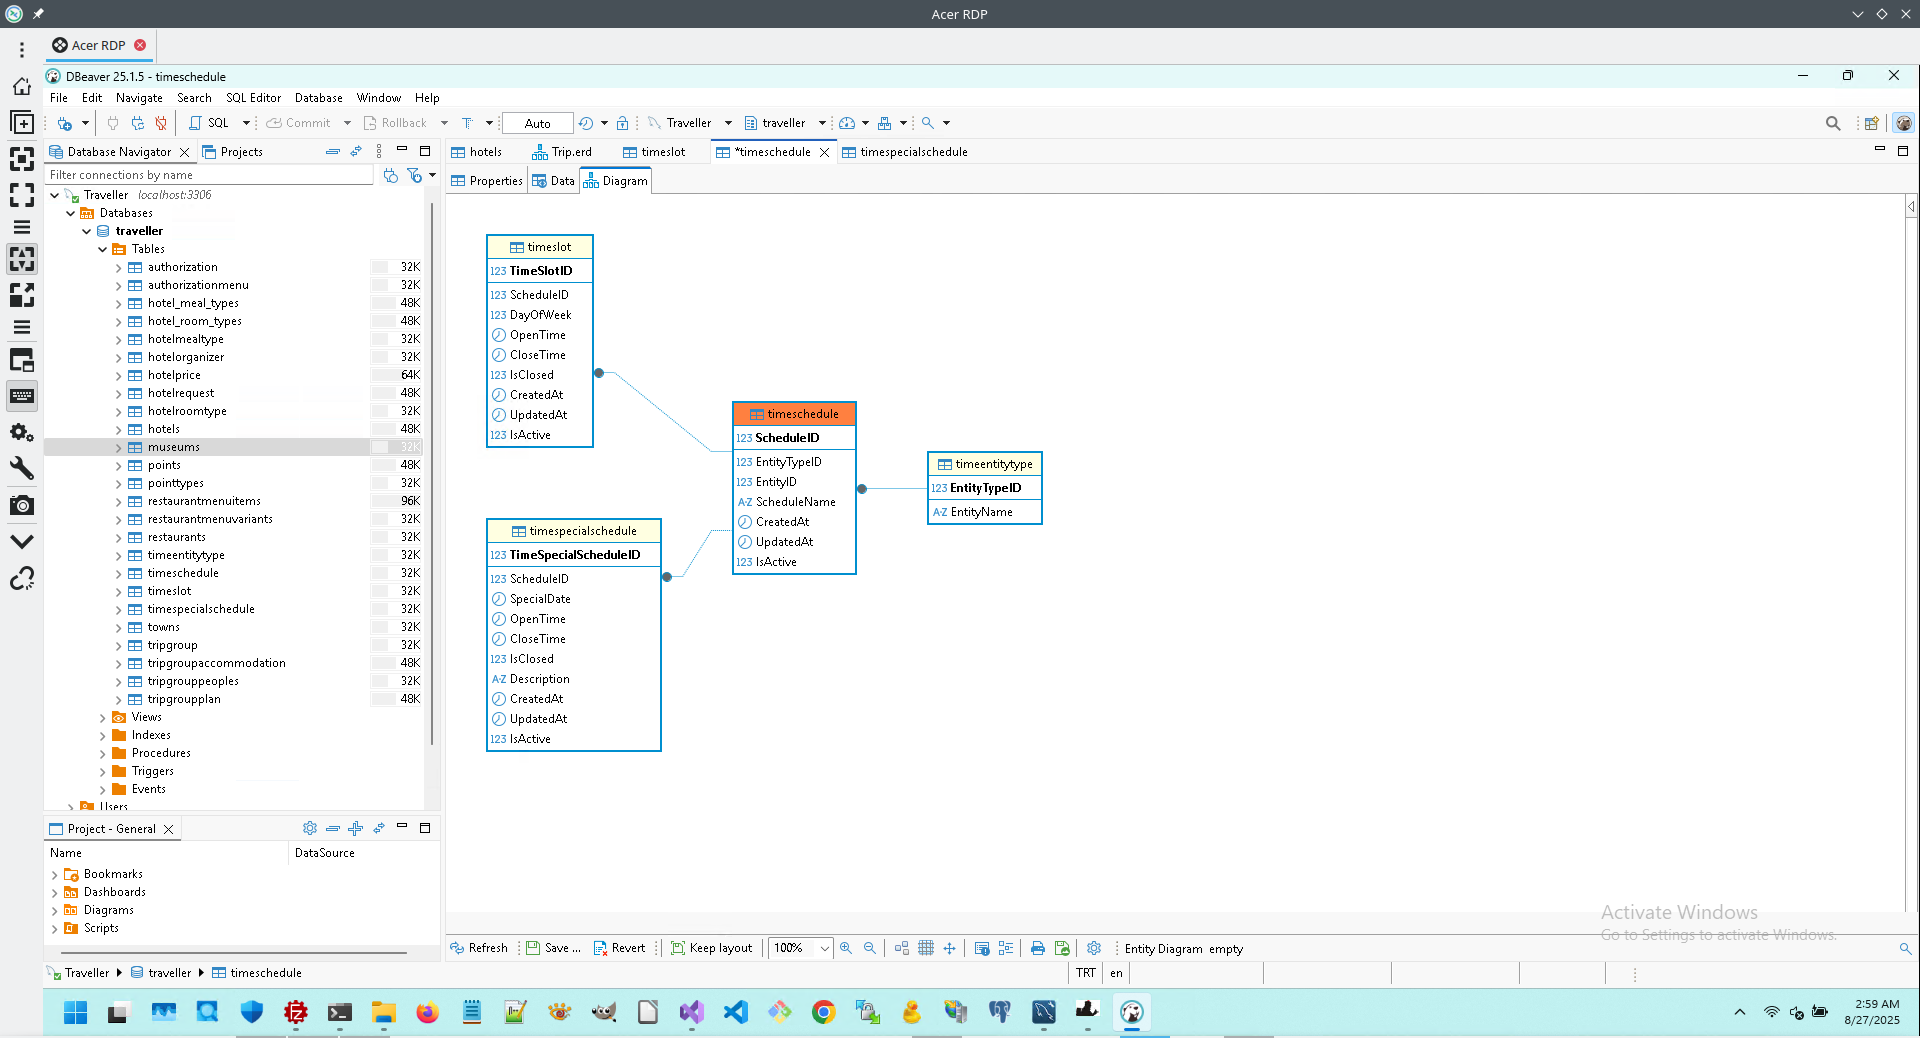 Acer RDP
Acer RDP
DBeaver 25.1.5 - timeschedule
File Edit Navigate Search SQL Editor Database Window Help
SQL Commit Rollback T Auto Traveller traveller
Database Navigator Projects
hotels Trip.erd timeslot *timeschedule timespecialschedule
Filter connections by name
Properties Data Diagram
Traveller localhost:3306
Databases
traveller
Tables
authorization 32K
authorizationmenu 32K
hotel_meal_types 48K
hotel_room_types 48K
hotelmealtype 32K
hotelorganizer 32K
hotelprice 64K
hotelrequest 48K
hotelroomtype 32K
hotels 48K
museums 32K
points 48K
pointtypes 32K
restaurantmenuitems 96K
restaurantmenuvariants 32K
restaurants 32K
timeentitytype 32K
timeschedule 32K
timeslot 32K
timespecialschedule 32K
towns 32K
tripgroup 32K
tripgroupaccommodation 48K
tripgrouppeoples 32K
tripgroupplan 48K
Views
Indexes
Procedures
Triggers
Events
Users
timeslot
123 TimeSlotID
123 ScheduleID
123 DayOfWeek
OpenTime
CloseTime
123 IsClosed
CreatedAt
UpdatedAt
123 IsActive
timeschedule
123 ScheduleID
123 EntityTypeID
123 EntityID
A-Z ScheduleName
CreatedAt
UpdatedAt
123 IsActive
timeentitytype
123 EntityTypeID
A-Z EntityName
timespecialschedule
123 TimeSpecialScheduleID
123 ScheduleID
SpecialDate
OpenTime
CloseTime
123 IsClosed
A-Z Description
CreatedAt
UpdatedAt
123 IsActive
Project - General
Name DataSource
Bookmarks
Dashboards
Diagrams
Scripts
Activate Windows
Go to Settings to activate Windows.
Refresh Save ... Revert Keep layout 100% Entity Diagram empty
Traveller traveller timeschedule TRT en
2:59 AM
8/27/2025